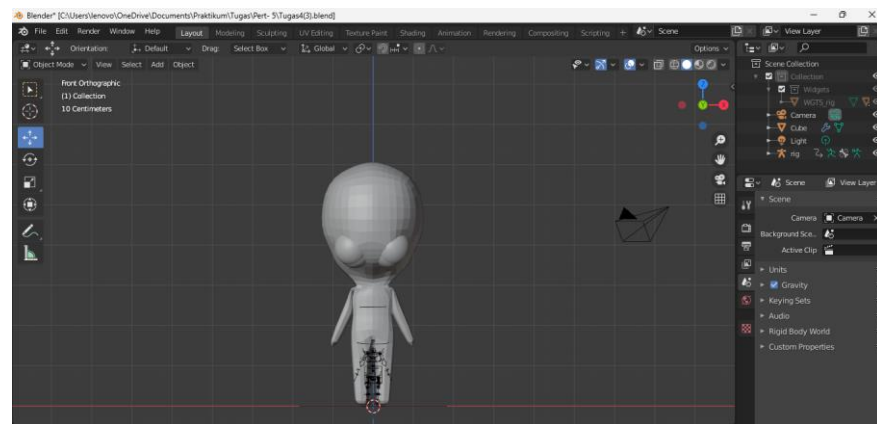 Blender* [C:\Users\lenovo\OneDrive\Documents\Praktikum\Tugas\Pert- 5\Tugas4(3).blend]
File Edit Render Window Help Layout Modeling Sculpting UV Editing Texture Paint Shading Animation Rendering Compositing Scripting + Scene View Layer
Orientation: Default Drag: Select Box Global Options
Object Mode View Select Add Object
Front Orthographic
(1) Collection
10 Centimeters
X
Y
Z
Scene Collection
Collection
Widgets
WGTS_rig
Camera
Cube
Light
rig
Scene View Layer
Scene
Camera Camera
Background Sce..
Active Clip
Units
Gravity
Keying Sets
Audio
Rigid Body World
Custom Properties